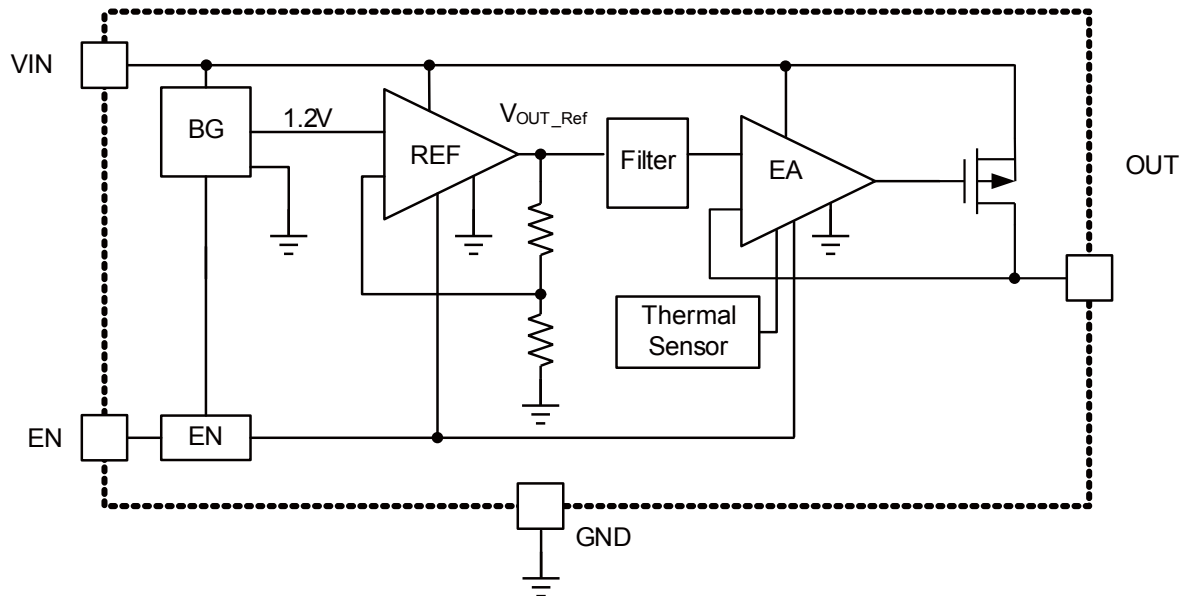 VIN
BG
1.2V
REF
VOUT_Ref
Filter
EA
OUT
Thermal
Sensor
EN
EN
GND